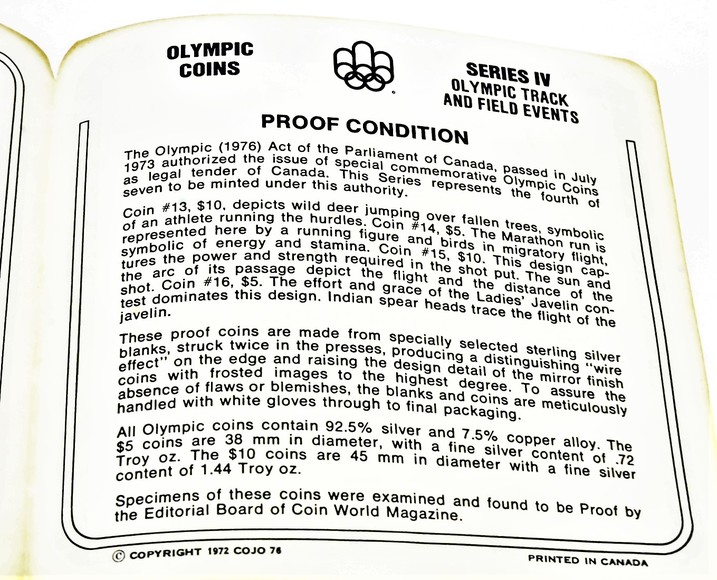 OLYMPIC
COINS
SERIES IV
OLYMPIC TRACK
AND FIELD EVENTS
PROOF CONDITION
The Olympic (1976) Act of the Parliament of Canada, passed in July
1973 authorized the issue of special commemorative Olympic Coins
as legal tender of Canada. This Series represents the fourth of
seven to be minted under this authority.
Coin #13, $10, depicts wild deer jumping over fallen trees, symbolic
of an athlete running the hurdles. Coin #14, $5. The Marathon run is
represented here by a running figure and birds in migratory flight,
symbolic of energy and stamina. Coin #15, $10. This design cap-
tures the power and strength required in the shot put. The sun and
the arc of its passage depict the flight and the distance of the
shot. Coin #16, $5. The effort and grace of the Ladies' Javelin con-
test dominates this design. Indian spear heads trace the flight of the
javelin.
These proof coins are made from specially selected sterling silver
blanks, struck twice in the presses, producing a distinguishing "wire
effect" on the edge and raising the design detail of the mirror finish
coins with frosted images to the highest degree. To assure the
absence of flaws or blemishes, the blanks and coins are meticulously
handled with white gloves through to final packaging.
All Olympic coins contain 92.5% silver and 7.5% copper alloy. The
$5 coins are 38 mm in diameter, with a fine silver content of .72
Troy oz. The $10 coins are 45 mm in diameter with a fine silver
content of 1.44 Troy oz.
Specimens of these coins were examined and found to be Proof by
the Editorial Board of Coin World Magazine.
© COPYRIGHT 1972 COJO 76
PRINTED IN CANADA